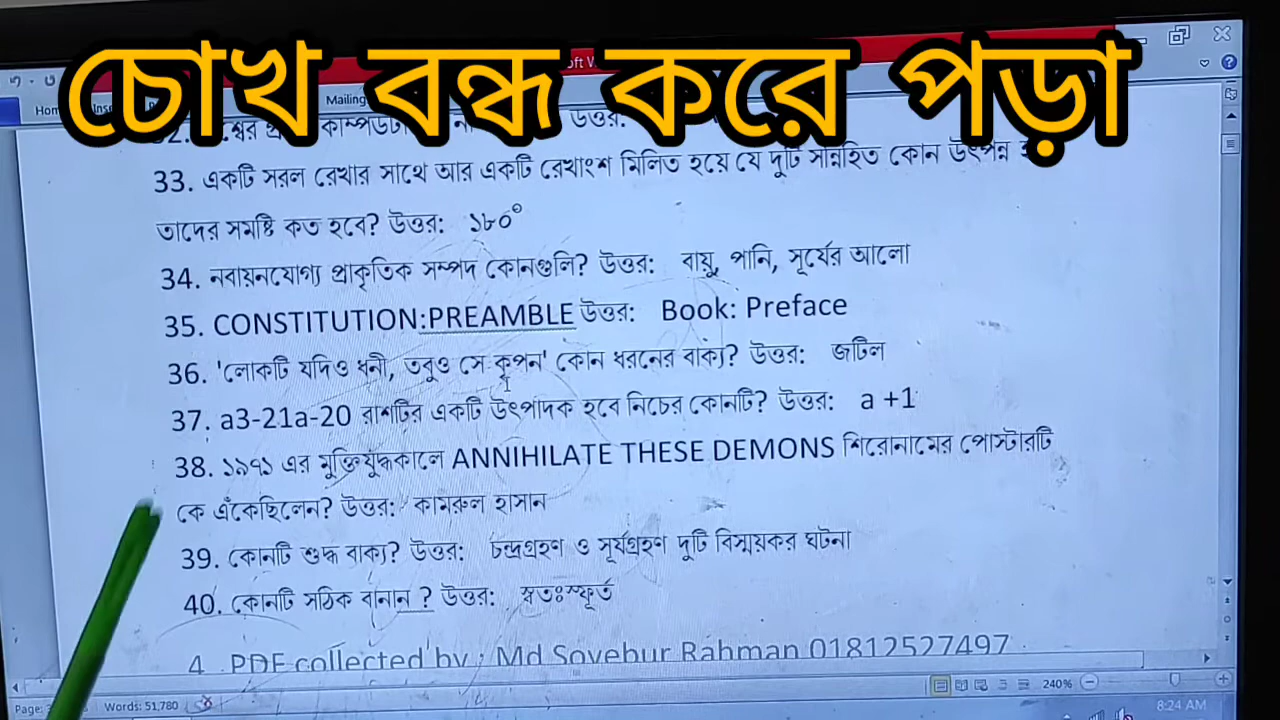 চোখ বন্ধ করে পড়া
Mailing
33. একটি সরল রেখার সাথে আর একটি রেখাংশ মিলিত হয়ে যে দুটি সন্নিহিত কোন উৎপন্ন
তাদের সমষ্টি কত হবে? উত্তর: ১৮০°
34. নবায়নযোগ্য প্রাকৃতিক সম্পদ কোনগুলি? উত্তর: বায়ু, পানি, সূর্যের আলো
35. CONSTITUTION:PREAMBLE উত্তর: Book: Preface
36. 'লোকটি যদিও ধনী, তবুও সে কৃপন' কোন ধরনের বাক্য? উত্তর: জটিল
37. a3-21a-20 রাশটির একটি উৎপাদক হবে নিচের কোনটি? উত্তর: a +1
38. ১৯৭১ এর মুক্তিযুদ্ধকালে ANNIHILATE THESE DEMONS শিরোনামের পোস্টারটি
কে এঁকেছিলেন? উত্তর: কামরুল হাসান
39. কোনটি শুদ্ধ বাক্য? উত্তর: চন্দ্রগ্রহণ ও সূর্যগ্রহণ দুটি বিস্ময়কর ঘটনা
40. কোনটি সঠিক বানান ? উত্তর: স্বতঃস্ফূর্ত
4 PDF collected by : Md Soyebur Rahman 01812527497
Page: Words: 51,780 240%
8:24 AM